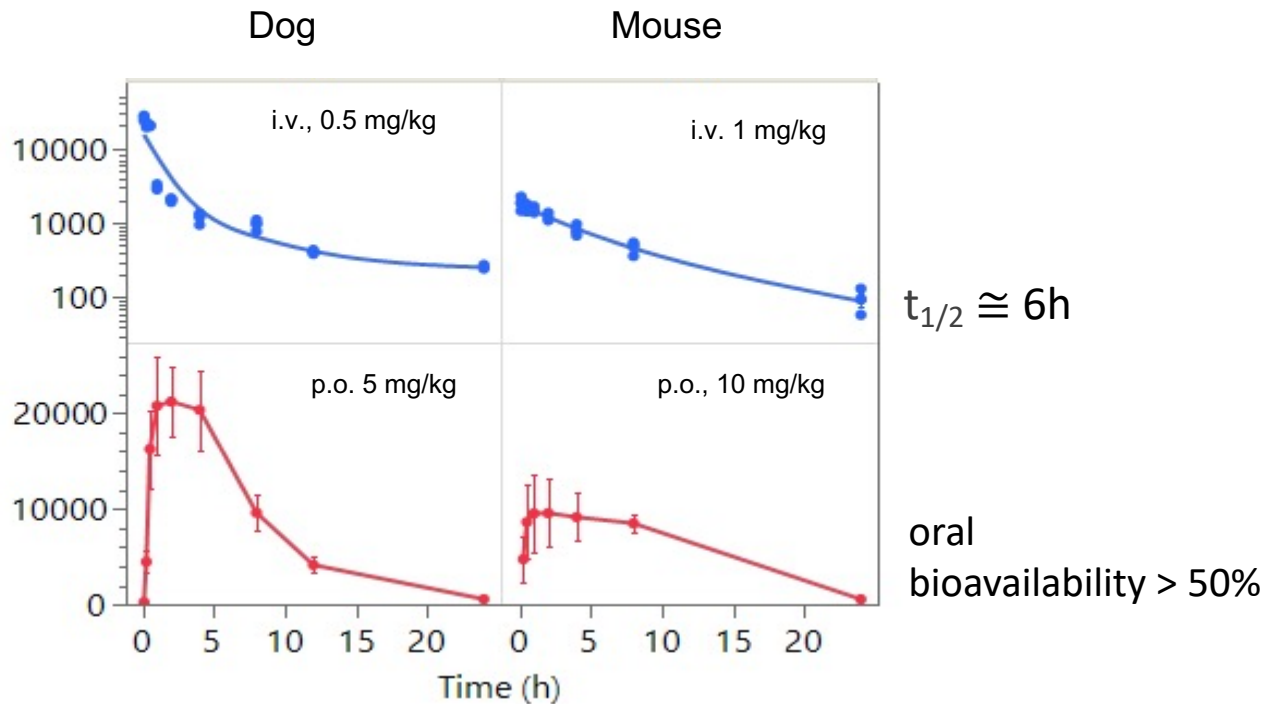 Dog
Mouse
i.v., 0.5 mg/kg
i.v. 1 mg/kg
10000
1000
100
t1/2 ≅ 6h
p.o. 5 mg/kg
p.o., 10 mg/kg
20000
10000
0
oral
bioavailability > 50%
0 5 10 15 20 0 5 10 15 20
Time (h)